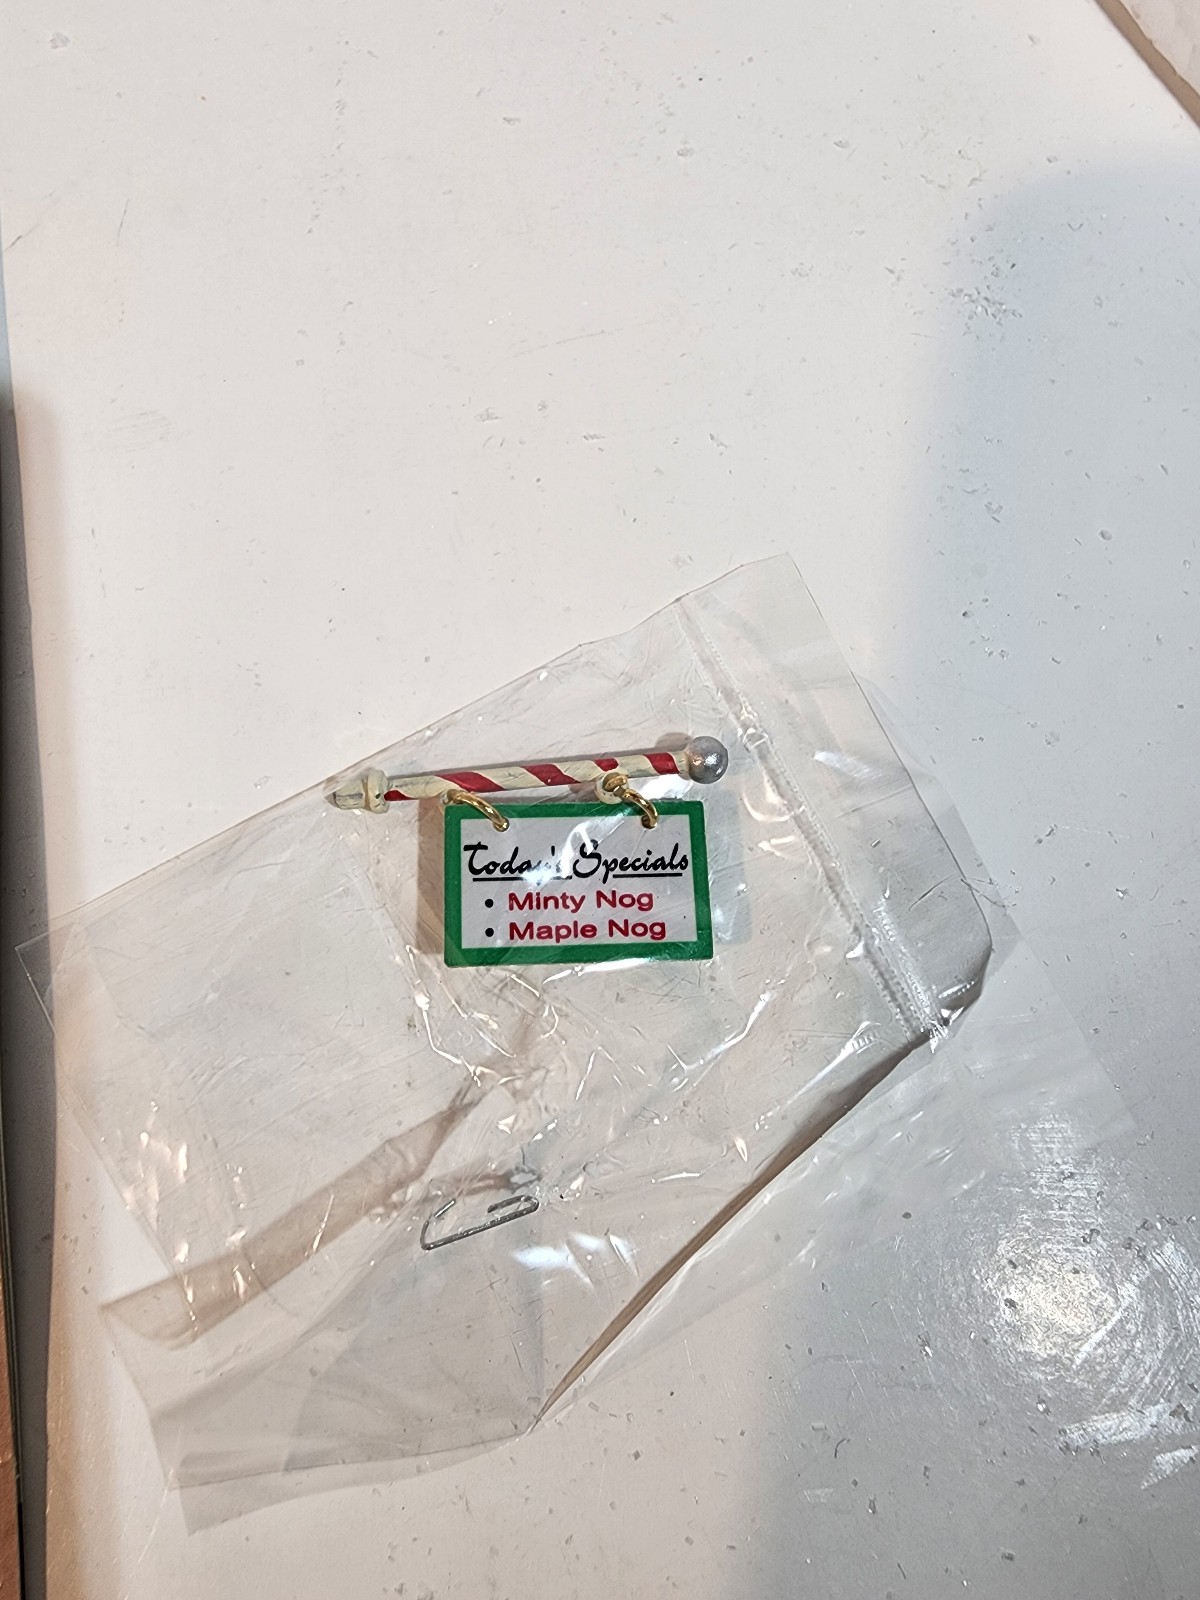 Today's Specials
• Minty Nog
• Maple Nog